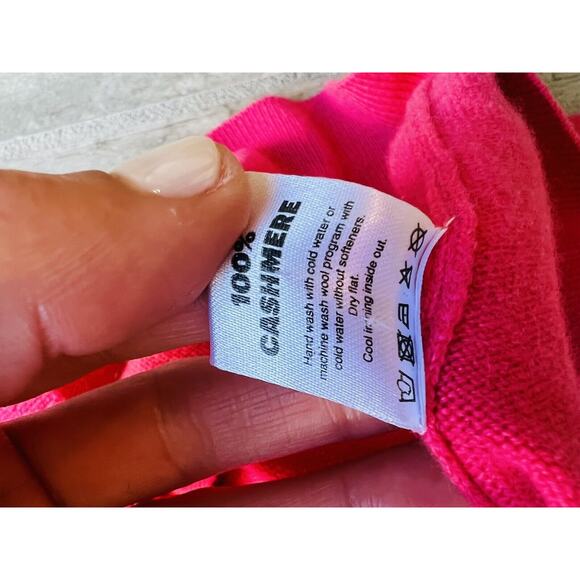 100%
CASHMERE
Hand wash with cold water or
machine wash wool program with
cold water without softeners.
Dry flat.
Cool ironing inside out.